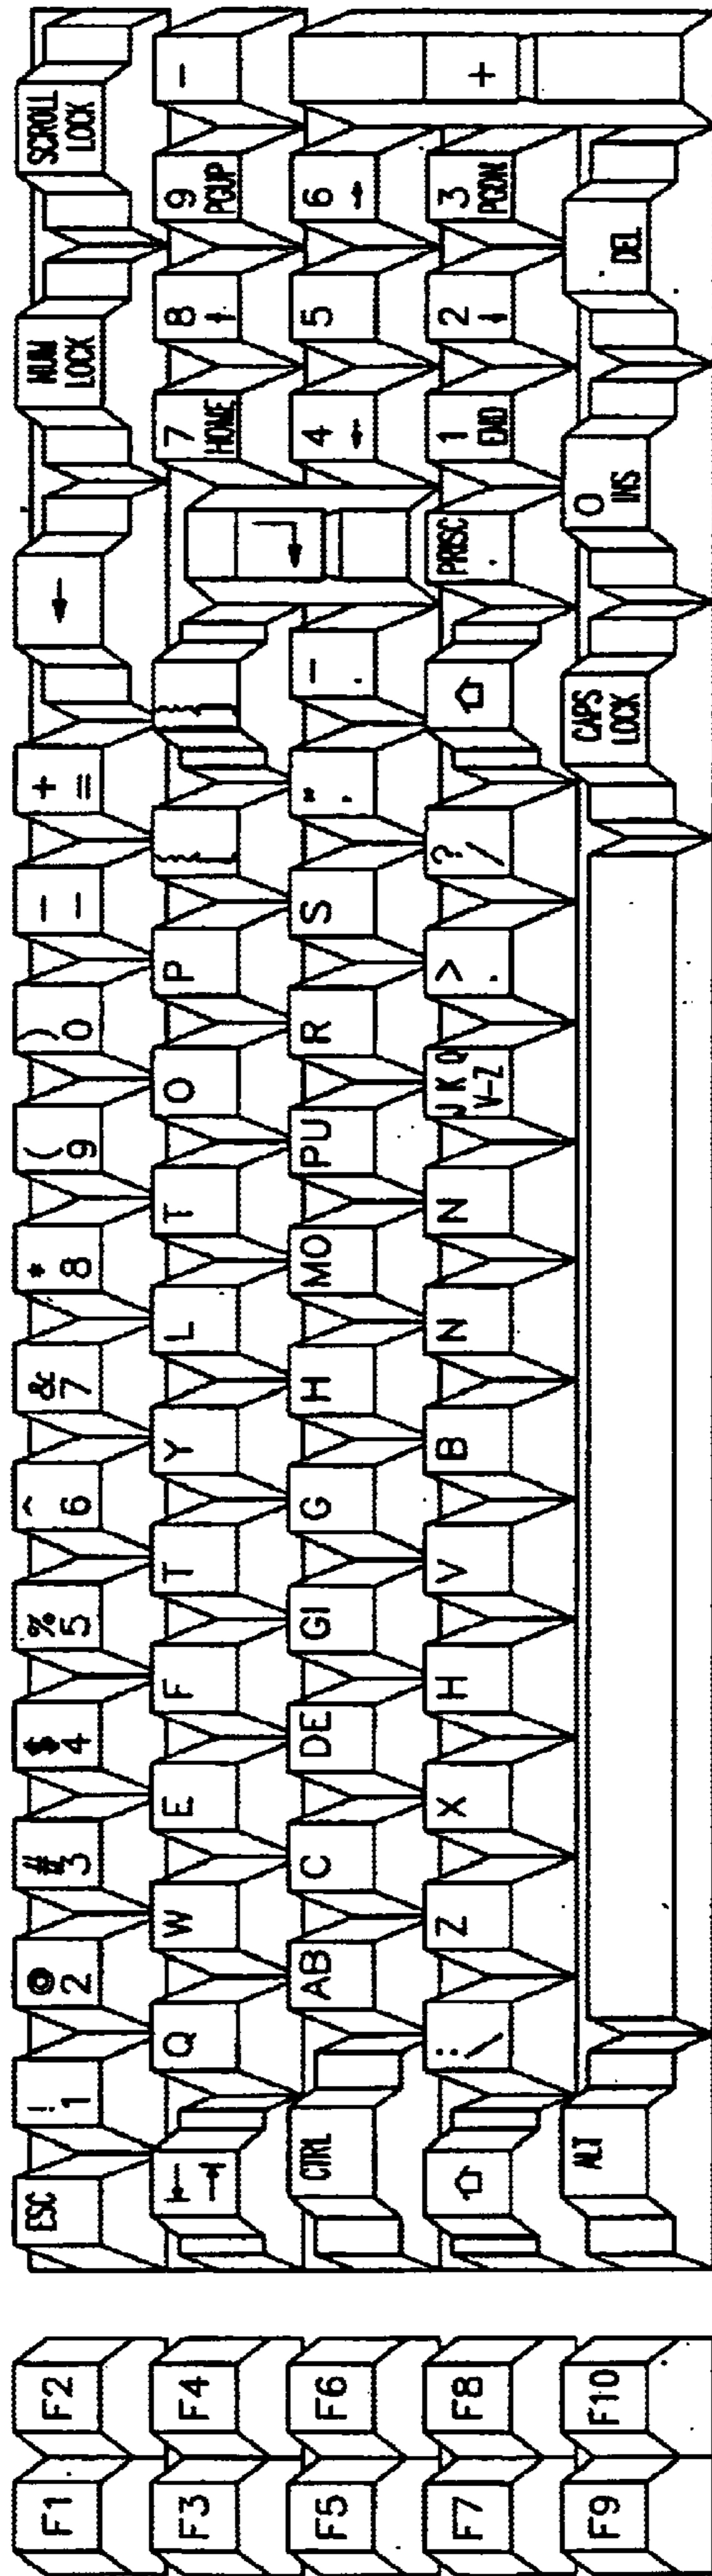 F1 F2 ESC ! 1 @ 2 # 3 $ 4 % 5 ^ 6 & 7 * 8 ( 9 ) 0 — – + = ← NUM LOCK SCROLL LOCK
F3 F4 ⇤ ⇥ Q W E F T Y L T O P 7 HOME 8 ↑ 9 PGUP -
F5 F6 CTRL AB C DE GI G H MO PU R S ↵ 4 ← 5 6 → +
F7 F8 ⇧ : \ Z X H V B N N J K Q V-Z > . ? / ⇧ PRISC . 1 END 2 ↓ 3 PGDN
F9 F10 ALT CAPS LOCK 0 INS DEL